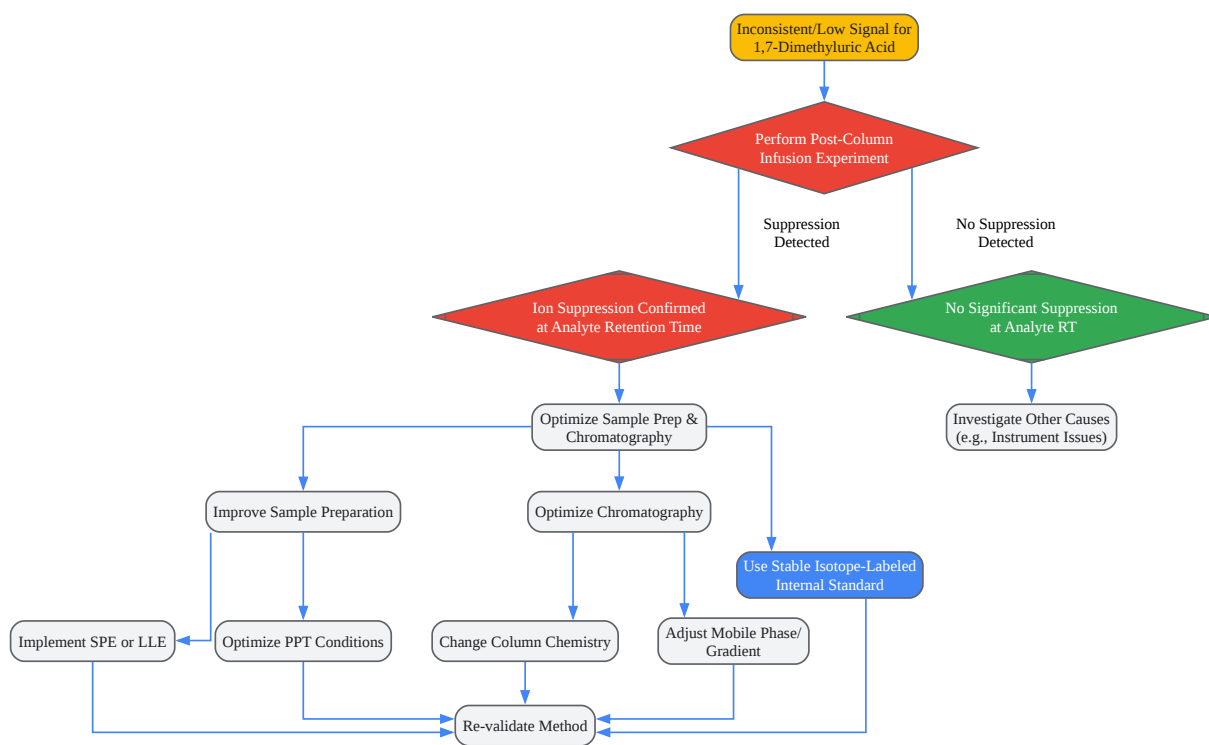 Inconsistent/Low Signal for
1,7-Dimethyluric Acid
Perform Post-Column
Infusion Experiment
Suppression
Detected
No Suppression
Detected
Ion Suppression Confirmed
at Analyte Retention Time
No Significant Suppression
at Analyte RT
Optimize Sample Prep &
Chromatography
Investigate Other Causes
(e.g., Instrument Issues)
Improve Sample Preparation
Optimize Chromatography
Use Stable Isotope-Labeled
Internal Standard
Implement SPE or LLE
Optimize PPT Conditions
Change Column Chemistry
Adjust Mobile Phase/
Gradient
Re-validate Method